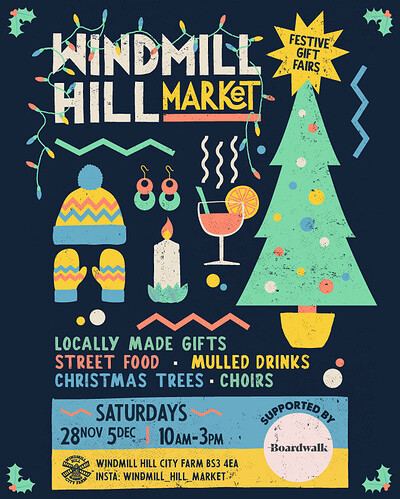 WINDMILL
HILL MARKET
FESTIVE
GIFT
FAIRS
LOCALLY MADE GIFTS
STREET FOOD · MULLED DRINKS
CHRISTMAS TREES · CHOIRS
SATURDAYS
28NOV 5DEC | 10AM-3PM
WINDMILL HILL CITY FARM BS3 4EA
INSTA: WINDMILL_HILL_MARKET
SUPPORTED BY
Boardwalk